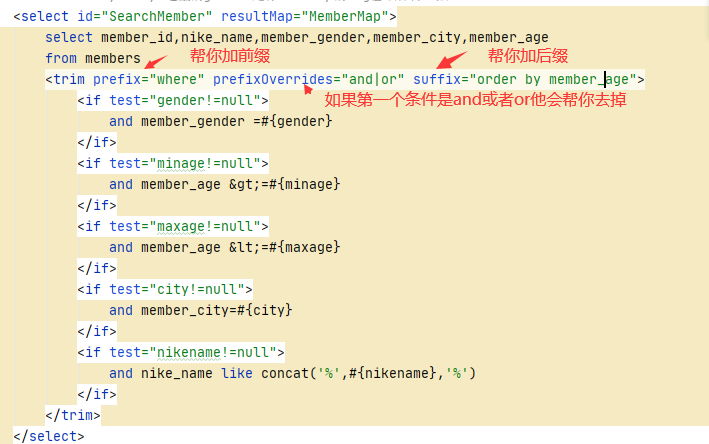 <select id="SearchMember" resultMap="MemberMap">
select member_id,nike_name,member_gender,member_city,member_age
from members
帮你加前缀
帮你加后缀
<trim prefix="where" prefixOverrides="and|or" suffix="order by member_age">
<if test="gender!=null">
如果第一个条件是and或者or他会帮你去掉
and member_gender =#{gender}
</if>
<if test="minage!=null">
and member_age &gt;=#{minage}
</if>
<if test="maxage!=null">
and member_age &lt;=#{maxage}
</if>
<if test="city!=null">
and member_city=#{city}
</if>
<if test="nikename!=null">
and nike_name like concat('%',#{nikename},'%')
</if>
</trim>
</select>